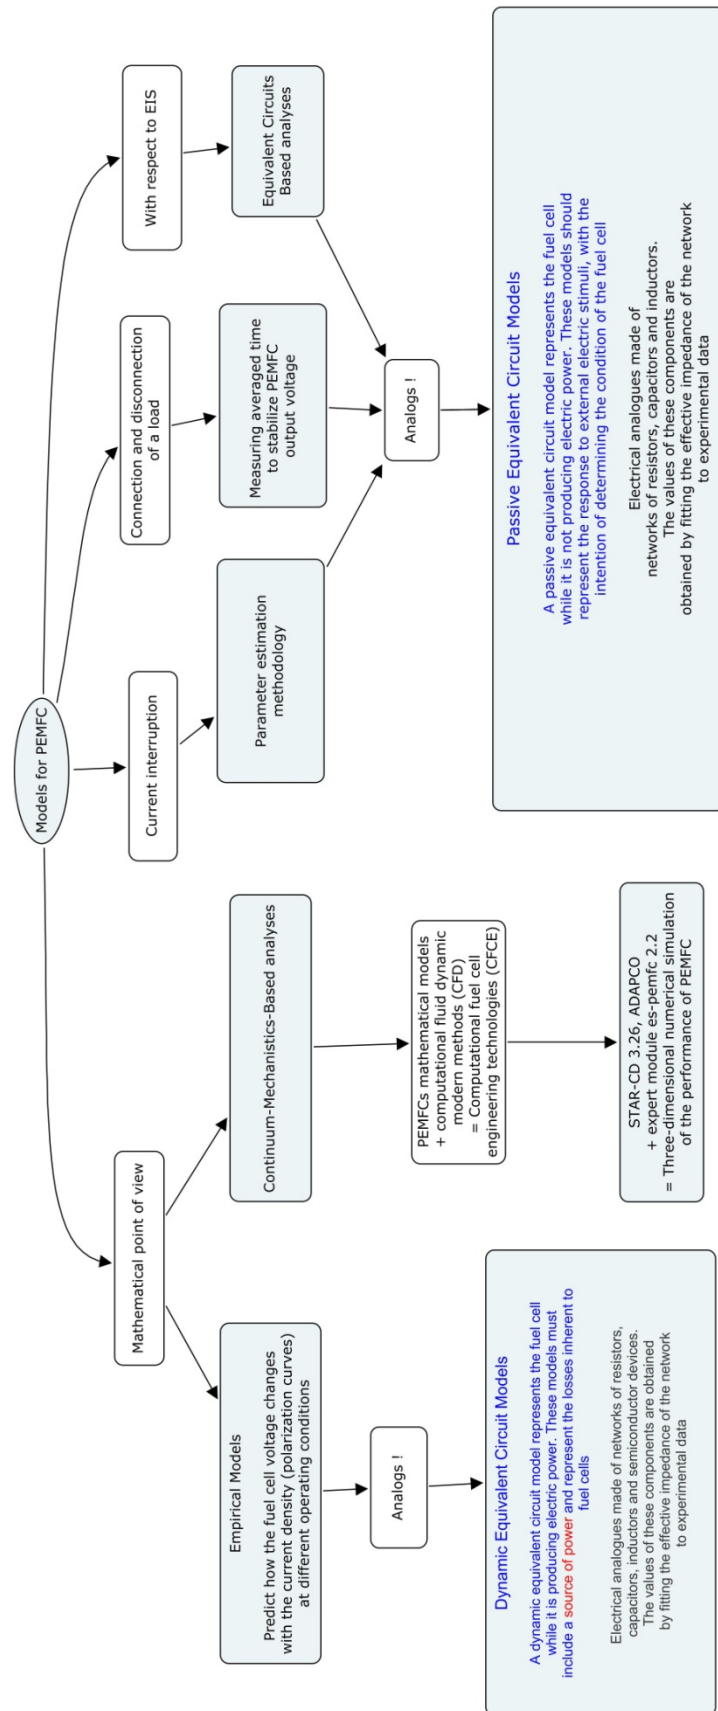 Models for PEMFC
Mathematical point of view
Current interruption
Connection and disconnection
of a load
With respect to EIS
Empirical Models
Predict how the fuel cell voltage changes
with the current density (polarization curves)
at different operating conditions
Continuum-Mechanistics-Based analyses
Parameter estimation
methodology
Measuring averaged time
to stabilize PEMFC
output voltage
Equivalent Circuits
Based analyses
Analogs !
PEMFCs mathematical models
+ computational fluid dynamic
modern methods (CFD)
= Computational fuel cell
engineering technologies (CFCE)
Analogs !
Dynamic Equivalent Circuit Models
A dynamic equivalent circuit model represents the fuel cell
while it is producing electric power. These models must
include a source of power and represent the losses inherent to
fuel cells
Electrical analogues made of networks of resistors,
capacitors, inductors and semiconductor devices.
The values of these components are obtained
by fitting the effective impedance of the network
to experimental data
STAR-CD 3.26, ADAPCO
+ expert module es-pemfc 2.2
= Three-dimensional numerical simulation
of the performance of PEMFC
Passive Equivalent Circuit Models
A passive equivalent circuit model represents the fuel cell
while it is not producing electric power. These models should
represent the response to external electric stimuli, with the
intention of determining the condition of the fuel cell
Electrical analogues made of
networks of resistors, capacitors and inductors.
The values of these components are
obtained by fitting the effective impedance of the network
to experimental data